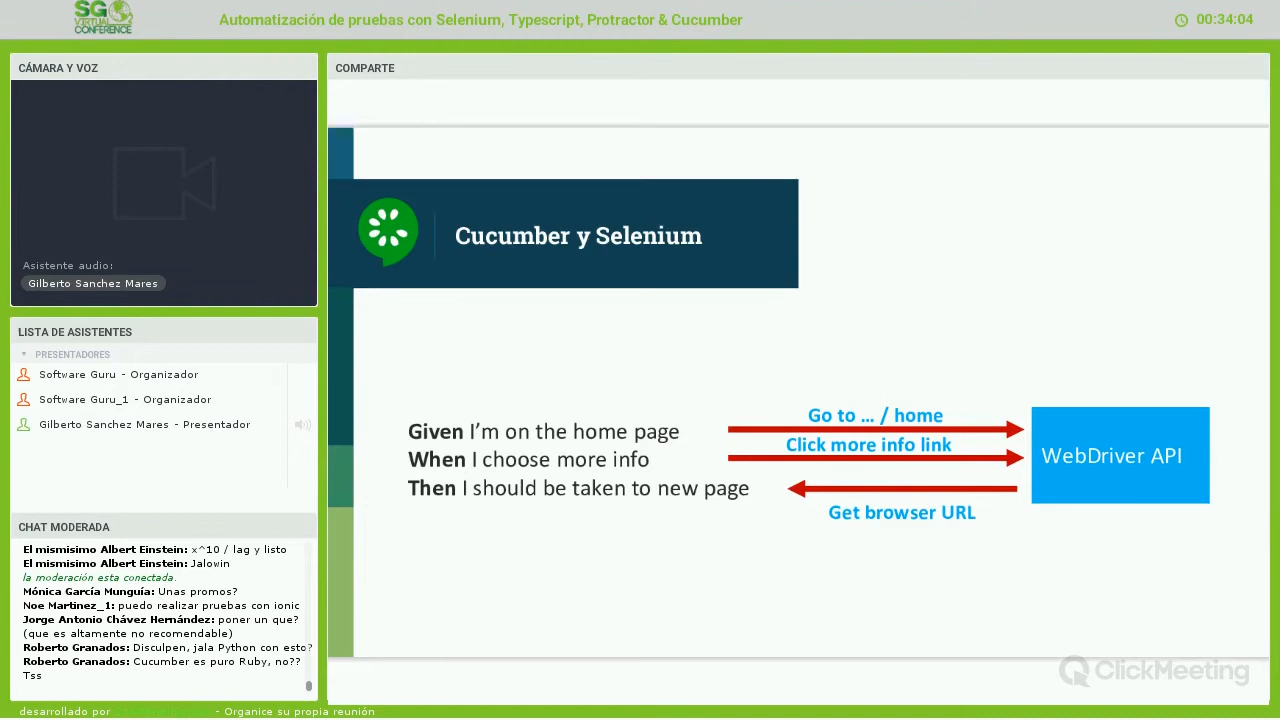 SG
VIRTUAL
CONFERENCE
Automatización de pruebas con Selenium, Typescript, Protractor & Cucumber
00:34:04
CÁMARA Y VOZ
Asistente audio:
Gilberto Sanchez Mares
LISTA DE ASISTENTES
PRESENTADORES
Software Guru - Organizador
Software Guru_1 - Organizador
Gilberto Sanchez Mares - Presentador
CHAT MODERADA
El mismisimo Albert Einstein: x^10 / lag y listo
El mismisimo Albert Einstein: Jalowin
la moderación esta conectada.
Mónica García Munguía: Unas promos?
Noe Martinez_1: puedo realizar pruebas con ionic
Jorge Antonio Chávez Hernández: poner un que?
(que es altamente no recomendable)
Roberto Granados: Disculpen, jala Python con esto?
Roberto Granados: Cucumber es puro Ruby, no??
Tss
desarrollado por - Organice su propia reunión
COMPARTE
Cucumber y Selenium
Given I'm on the home page
When I choose more info
Then I should be taken to new page
Go to ... / home
Click more info link
Get browser URL
WebDriver API
ClickMeeting